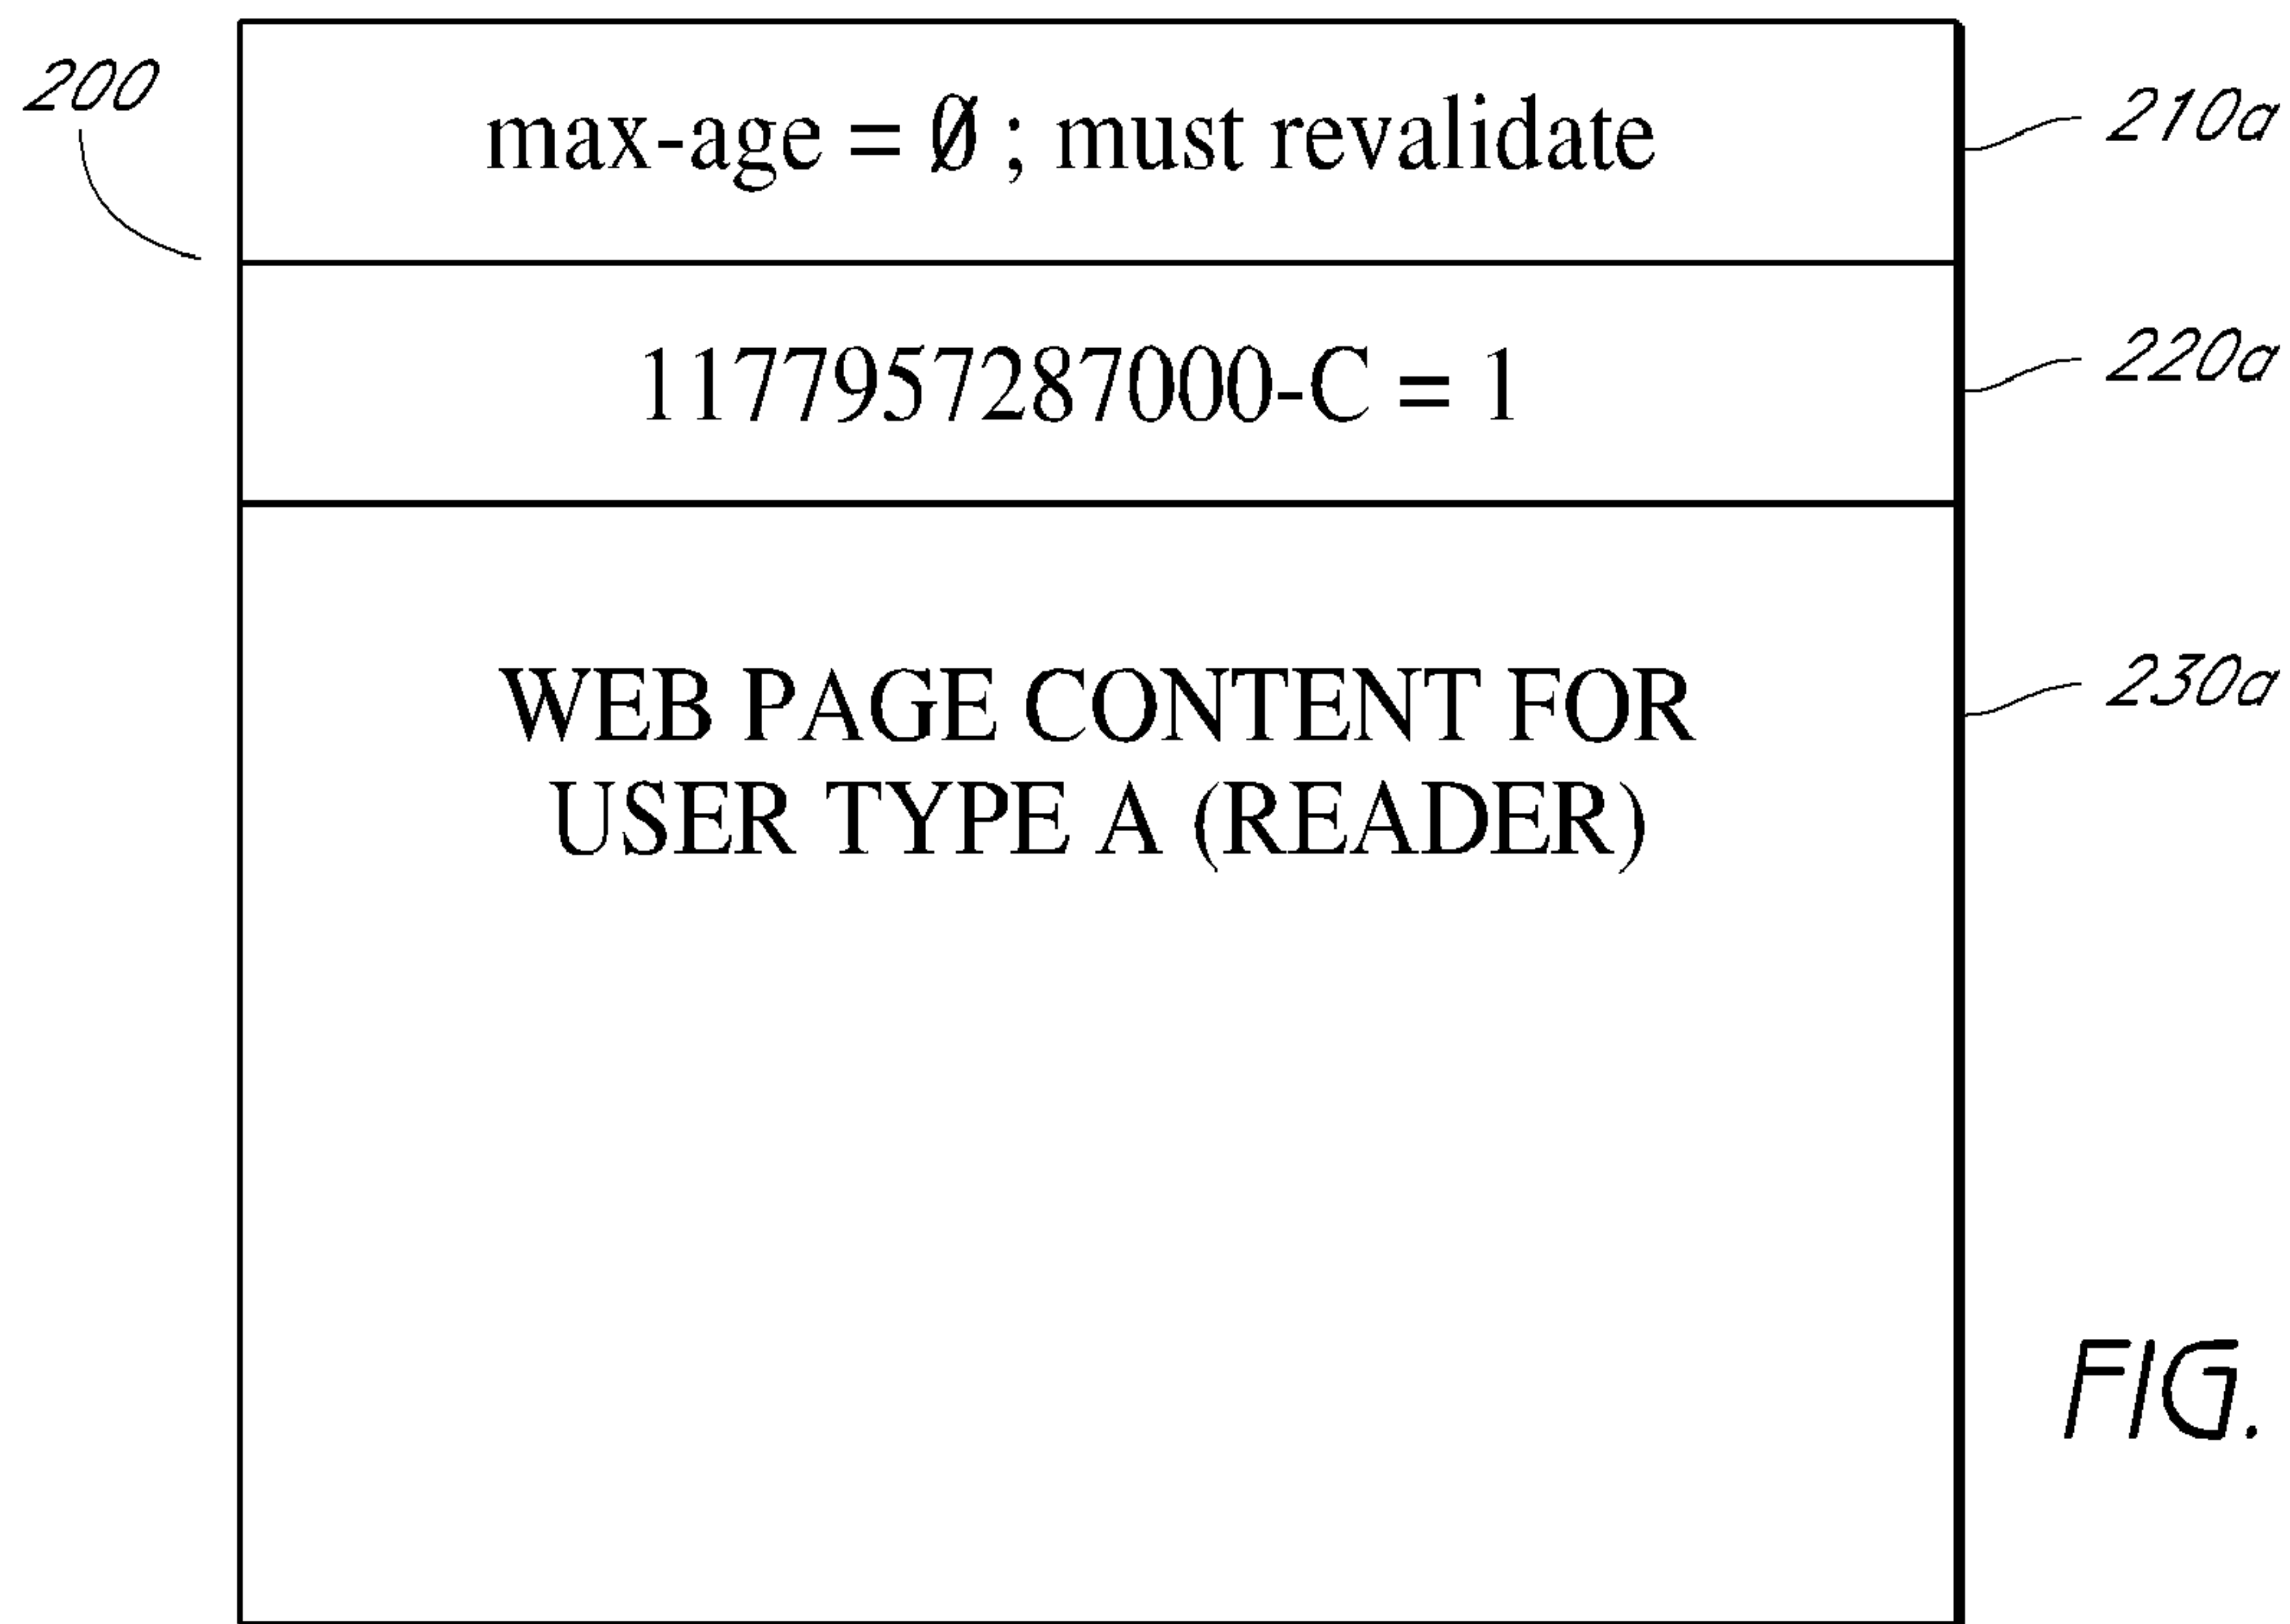 200
max-age = Ø ; must revalidate
210a
1177957287000-C = 1
220a
WEB PAGE CONTENT FOR
230a
USER TYPE A (READER)
FIG.